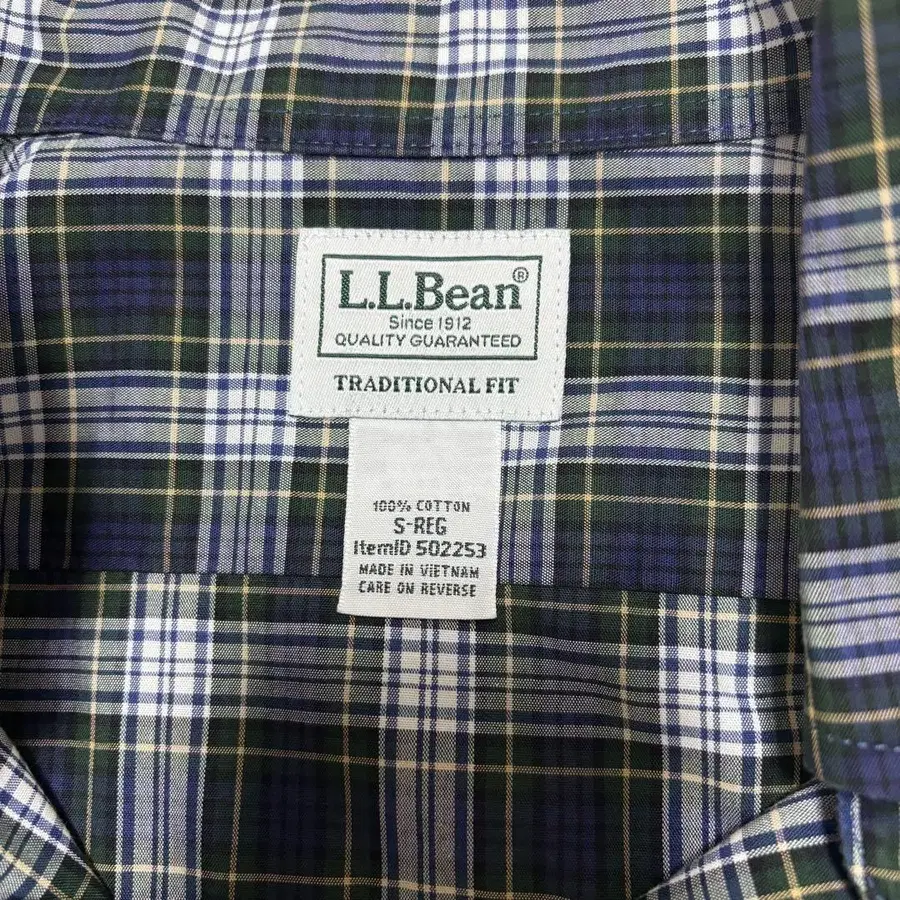 L.L.Bean®
Since 1912
QUALITY GUARANTEED
TRADITIONAL FIT
100% COTTON
S-REG
ItemID 502253
MADE IN VIETNAM
CARE ON REVERSE